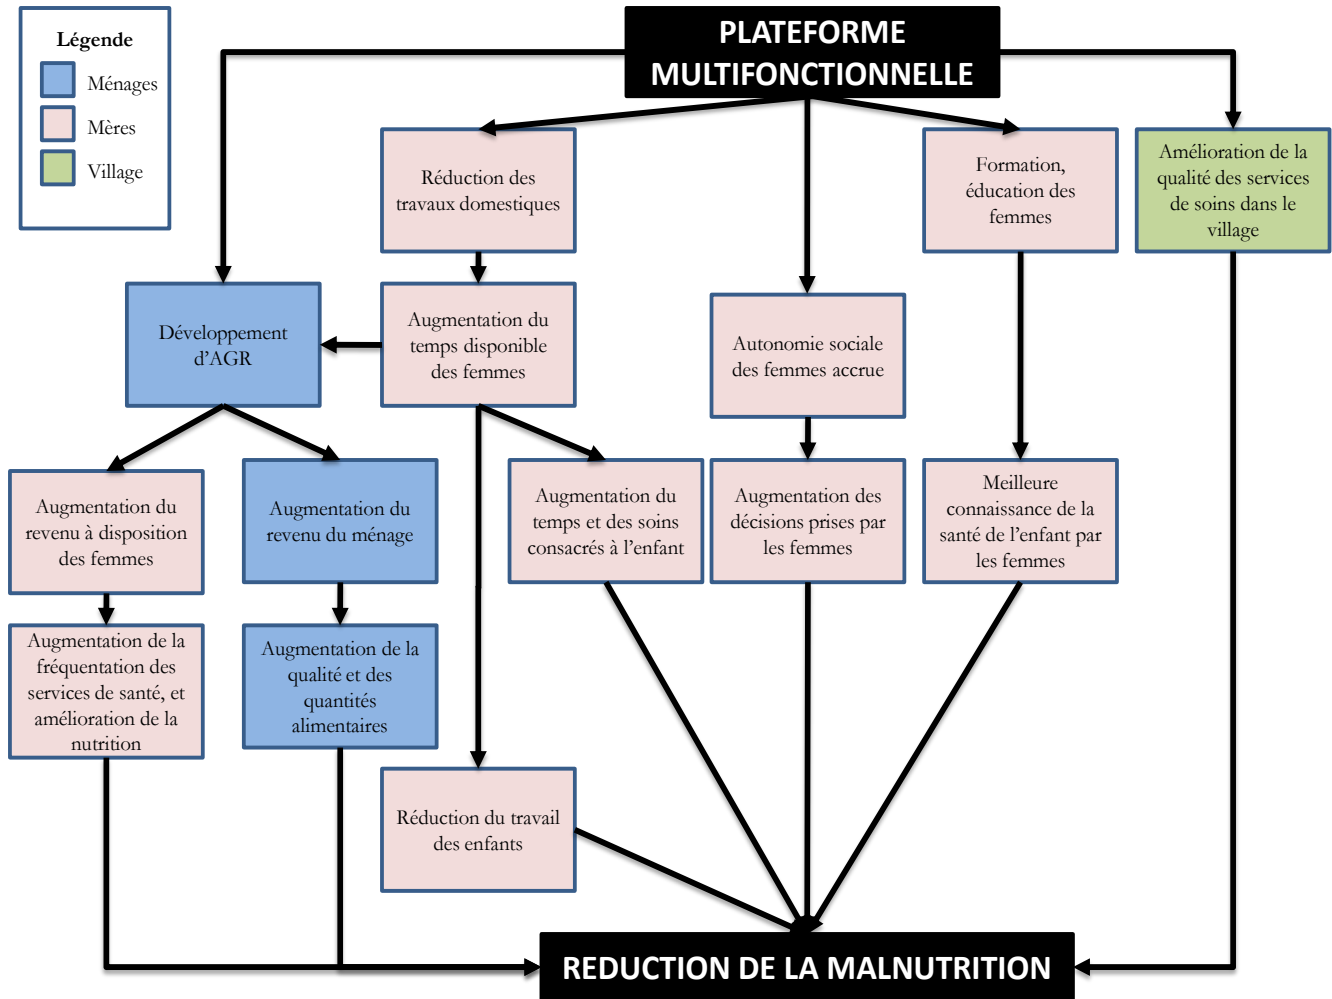 Légende
Ménages
Mères
Village
PLATEFORME
MULTIFONCTIONNELLE
Réduction des
travaux domestiques
Formation,
éducation des
femmes
Amélioration de la
qualité des services
de soins dans le
village
Développement
d’AGR
Augmentation du
temps disponible
des femmes
Autonomie sociale
des femmes accrue
Augmentation du
revenu à disposition
des femmes
Augmentation du
revenu du ménage
Augmentation du
temps et des soins
consacrés à l’enfant
Augmentation des
décisions prises par
les femmes
Meilleure
connaissance de la
santé de l’enfant par
les femmes
Augmentation de la
fréquentation des
services de santé, et
amélioration de la
nutrition
Augmentation de la
qualité et des
quantités
alimentaires
Réduction du travail
des enfants
REDUCTION DE LA MALNUTRITION